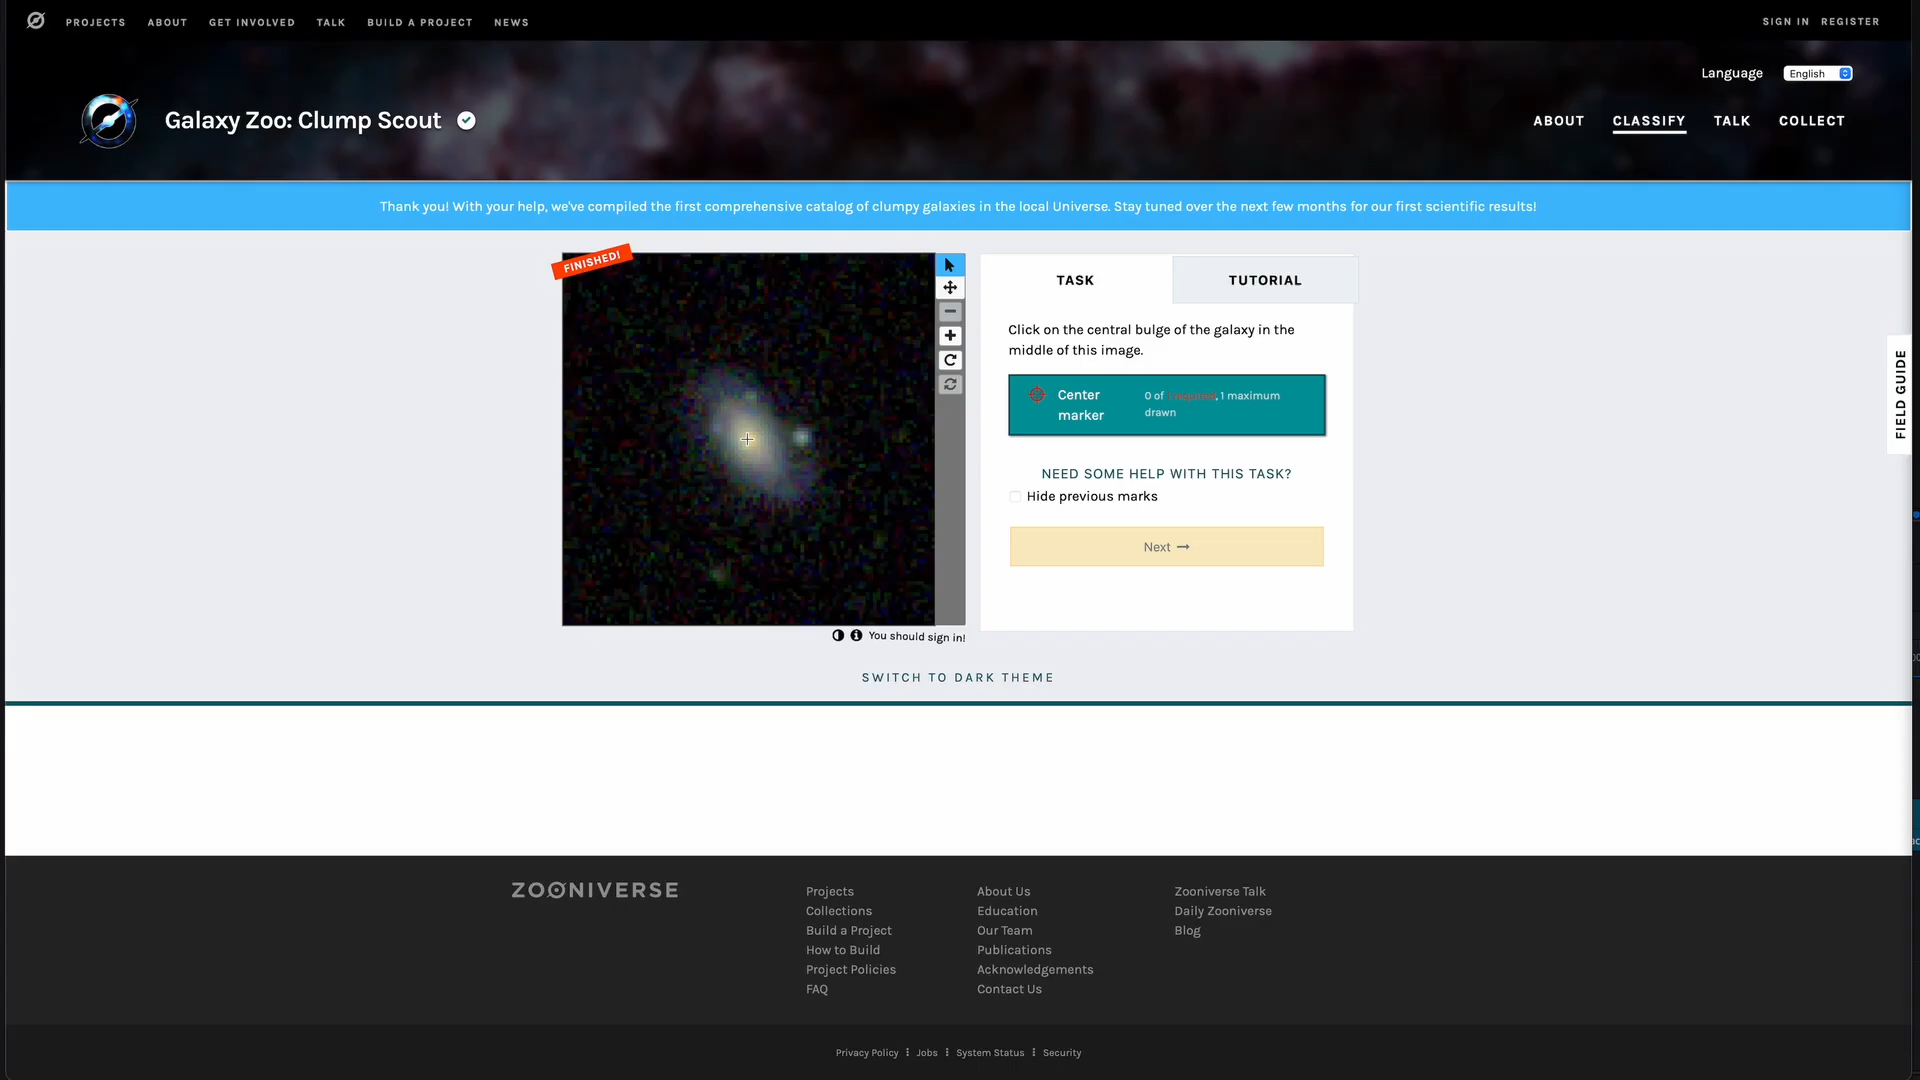 PROJECTS ABOUT GET INVOLVED TALK BUILD A PROJECT NEWS SIGN IN REGISTER
Language English
Galaxy Zoo: Clump Scout ABOUT CLASSIFY TALK COLLECT
Thank you! With your help, we've compiled the first comprehensive catalog of clumpy galaxies in the local Universe. Stay tuned over the next few months for our first scientific results!
FINISHED!
TASK TUTORIAL
Click on the central bulge of the galaxy in the
middle of this image.
Center
marker
0 of 1 required, 1 maximum
drawn
NEED SOME HELP WITH THIS TASK?
Hide previous marks
Next
FIELD GUIDE
You should sign in!
SWITCH TO DARK THEME
ZOONIVERSE
Projects
Collections
Build a Project
How to Build
Project Policies
FAQ
About Us
Education
Our Team
Publications
Acknowledgements
Contact Us
Zooniverse Talk
Daily Zooniverse
Blog
Privacy Policy Jobs System Status Security